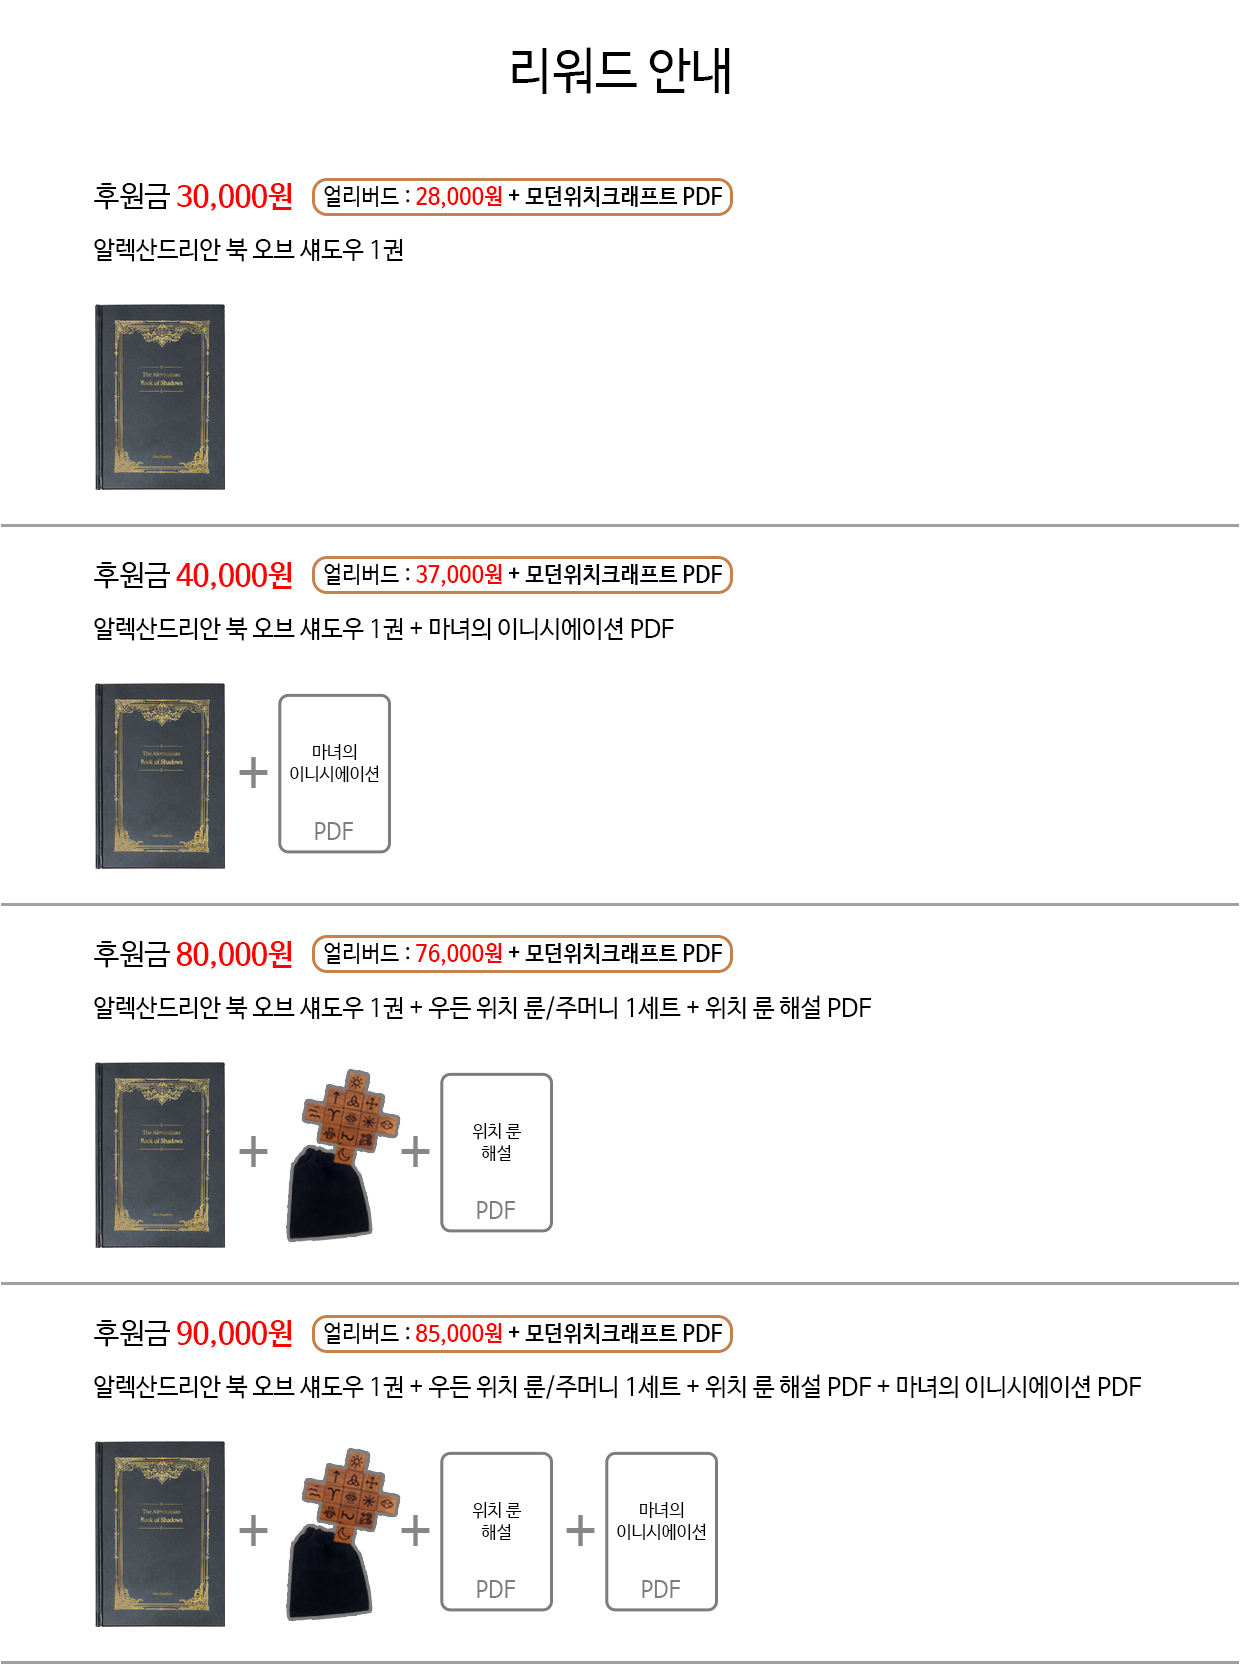 리워드 안내
후원금 30,000원
얼리버드 : 28,000원 + 모던위치크래프트 PDF
알렉산드리안 북 오브 섀도우 1권
The Alexandrian
Book of Shadows
후원금 40,000원
얼리버드 : 37,000원 + 모던위치크래프트 PDF
알렉산드리안 북 오브 섀도우 1권 + 마녀의 이니시에이션 PDF
The Alexandrian
Book of Shadows
마녀의
이니시에이션
PDF
후원금 80,000원
얼리버드 : 76,000원 + 모던위치크래프트 PDF
알렉산드리안 북 오브 섀도우 1권 + 우든 위치 룬/주머니 1세트 + 위치 룬 해설 PDF
The Alexandrian
Book of Shadows
위치 룬
해설
PDF
후원금 90,000원
얼리버드 : 85,000원 + 모던위치크래프트 PDF
알렉산드리안 북 오브 섀도우 1권 + 우든 위치 룬/주머니 1세트 + 위치 룬 해설 PDF + 마녀의 이니시에이션 PDF
The Alexandrian
Book of Shadows
위치 룬
해설
PDF
마녀의
이니시에이션
PDF